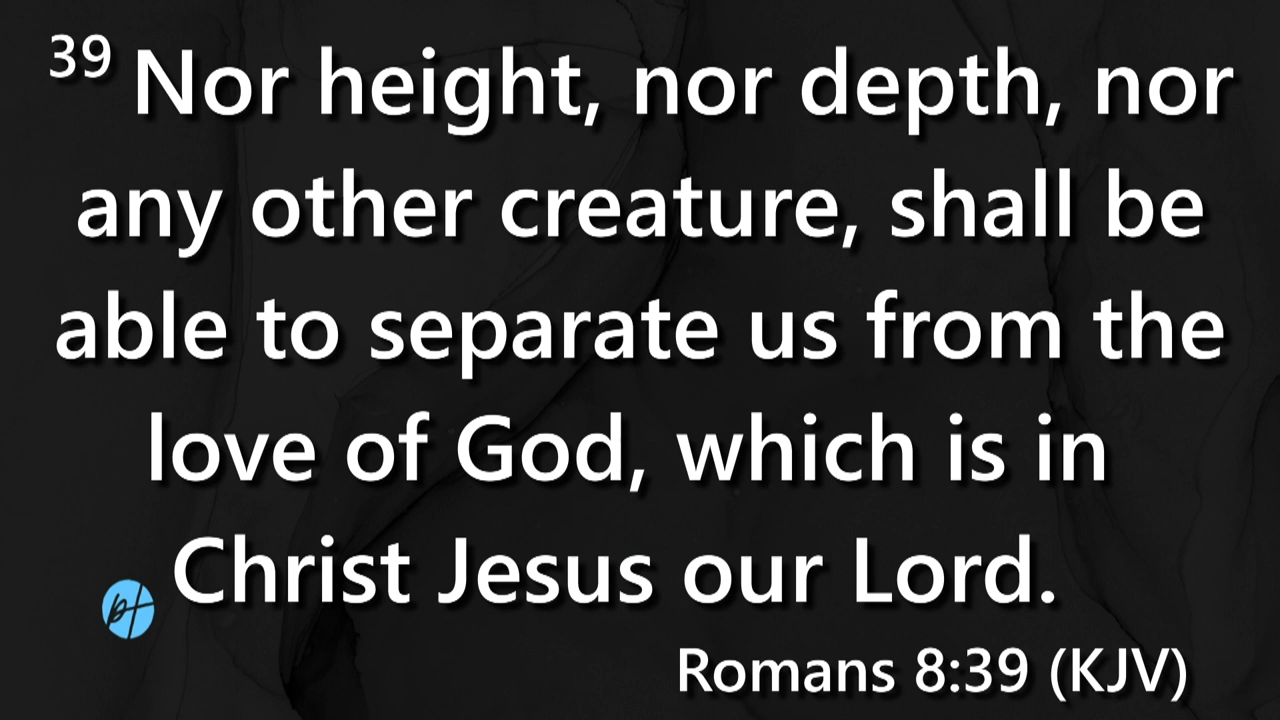 39 Nor height, nor depth, nor
any other creature, shall be
able to separate us from the
love of God, which is in
Christ Jesus our Lord.
Romans 8:39 (KJV)